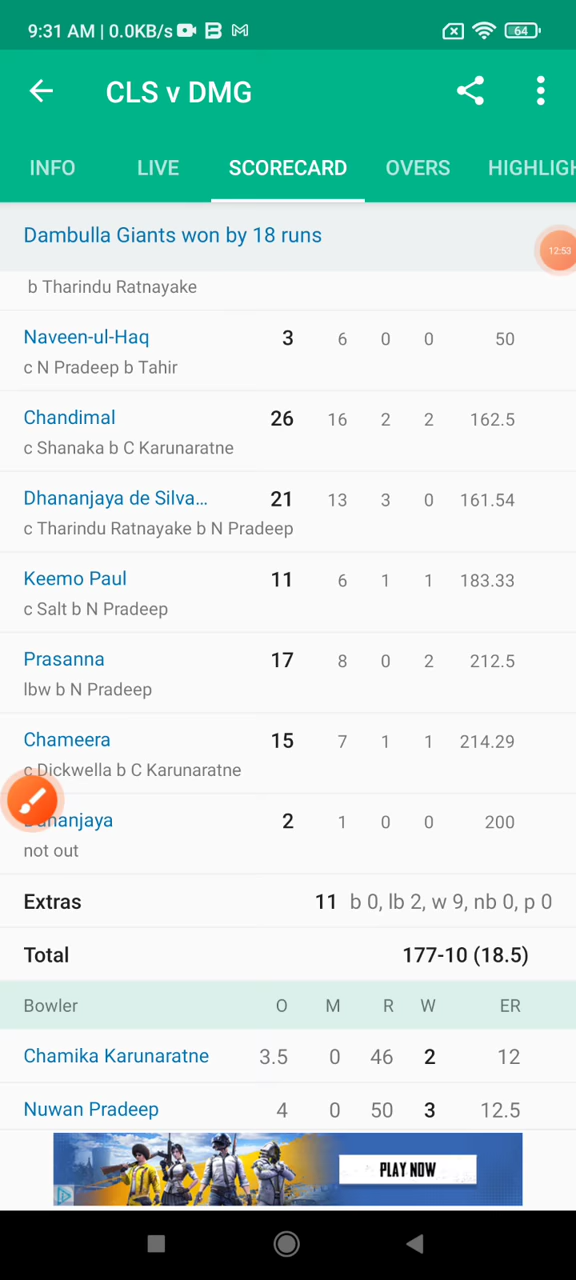 9:31 AM | 0.0KB/s
64
CLS v DMG
INFO LIVE SCORECARD OVERS HIGHLIGH
Dambulla Giants won by 18 runs
12:53
b Tharindu Ratnayake
Naveen-ul-Haq 3 6 0 0 50
c N Pradeep b Tahir
Chandimal 26 16 2 2 162.5
c Shanaka b C Karunaratne
Dhananjaya de Silva... 21 13 3 0 161.54
c Tharindu Ratnayake b N Pradeep
Keemo Paul 11 6 1 1 183.33
c Salt b N Pradeep
Prasanna 17 8 0 2 212.5
lbw b N Pradeep
Chameera 15 7 1 1 214.29
c Dickwella b C Karunaratne
nanjaya 2 1 0 0 200
not out
Extras 11 b 0, lb 2, w 9, nb 0, p 0
Total 177-10 (18.5)
Bowler O M R W ER
Chamika Karunaratne 3.5 0 46 2 12
Nuwan Pradeep 4 0 50 3 12.5
PLAY NOW